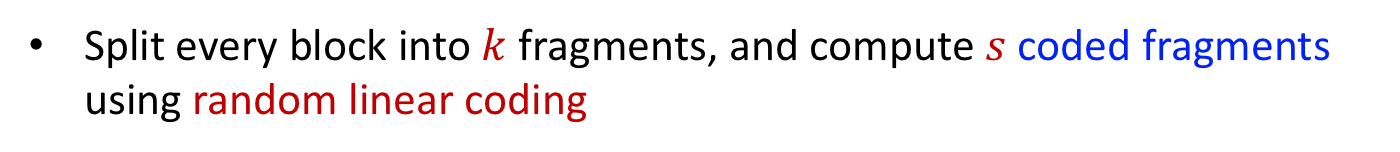 • Split every block into k fragments, and compute s coded fragments
using random linear coding